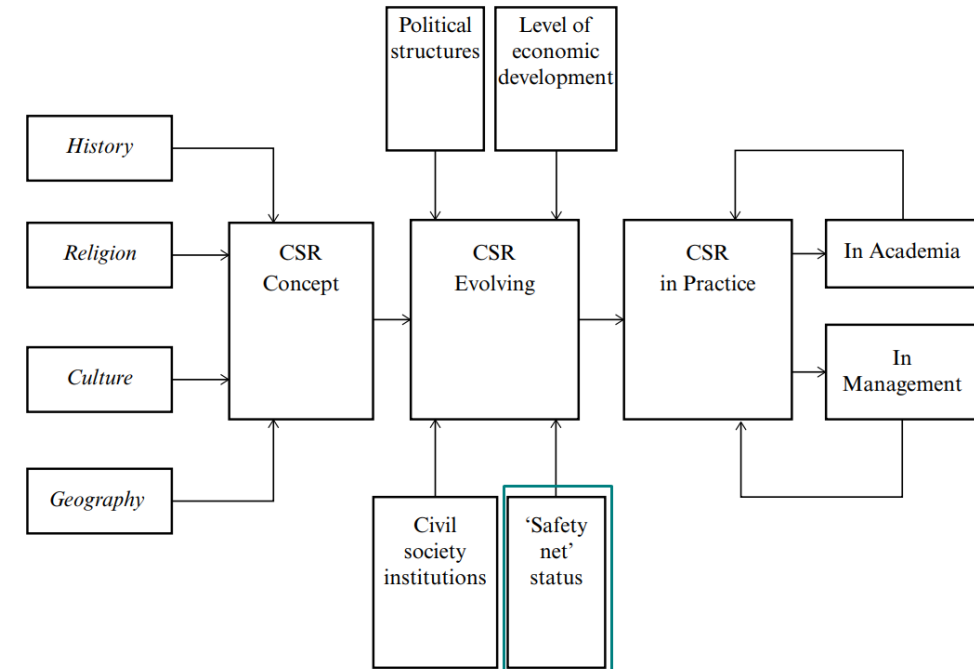 Political
structures
Level of
economic
development
History
Religion
Culture
Geography
CSR
Concept
CSR
Evolving
CSR
in Practice
In Academia
In
Management
Civil
society
institutions
‘Safety
net’
status